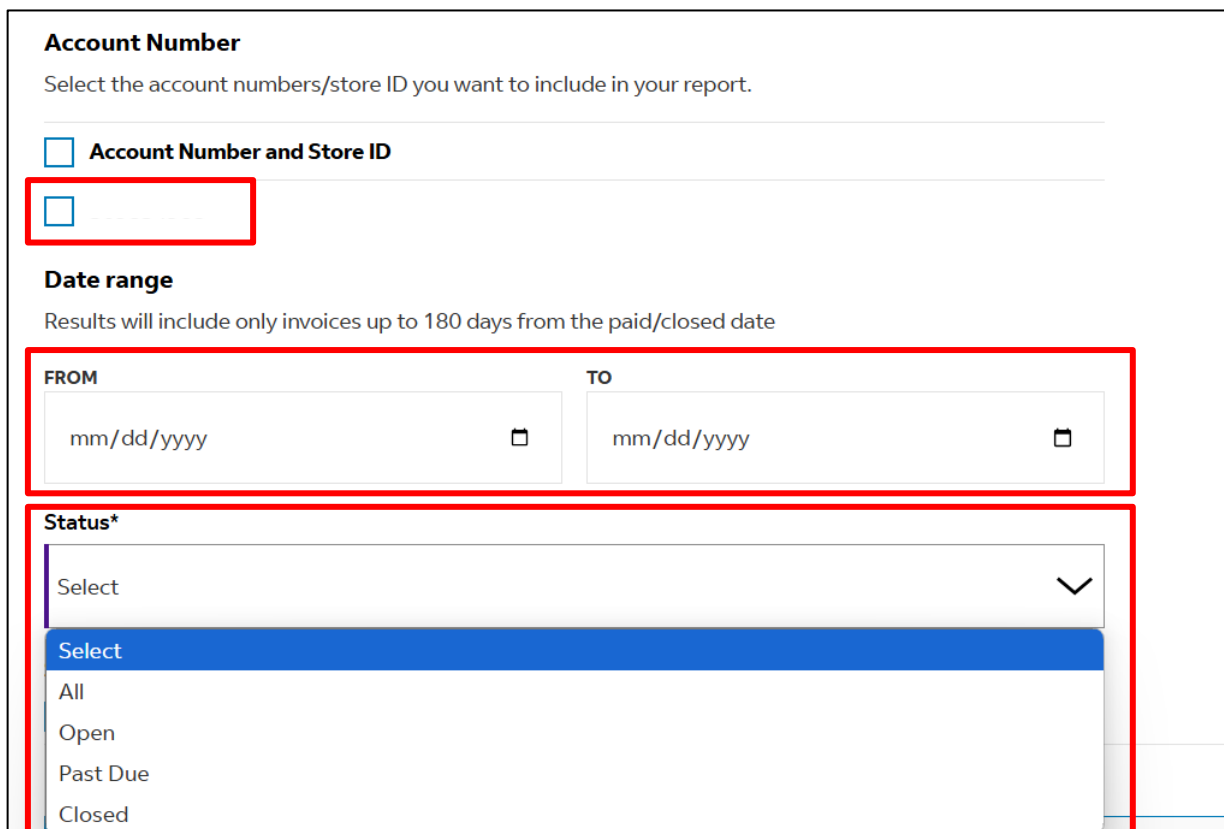 Account Number
Select the account numbers/store ID you want to include in your report.
Account Number and Store ID
Date range
Results will include only invoices up to 180 days from the paid/closed date
FROM TO
mm/dd/yyyy mm/dd/yyyy
Status*
Select
Select
All
Open
Past Due
Closed